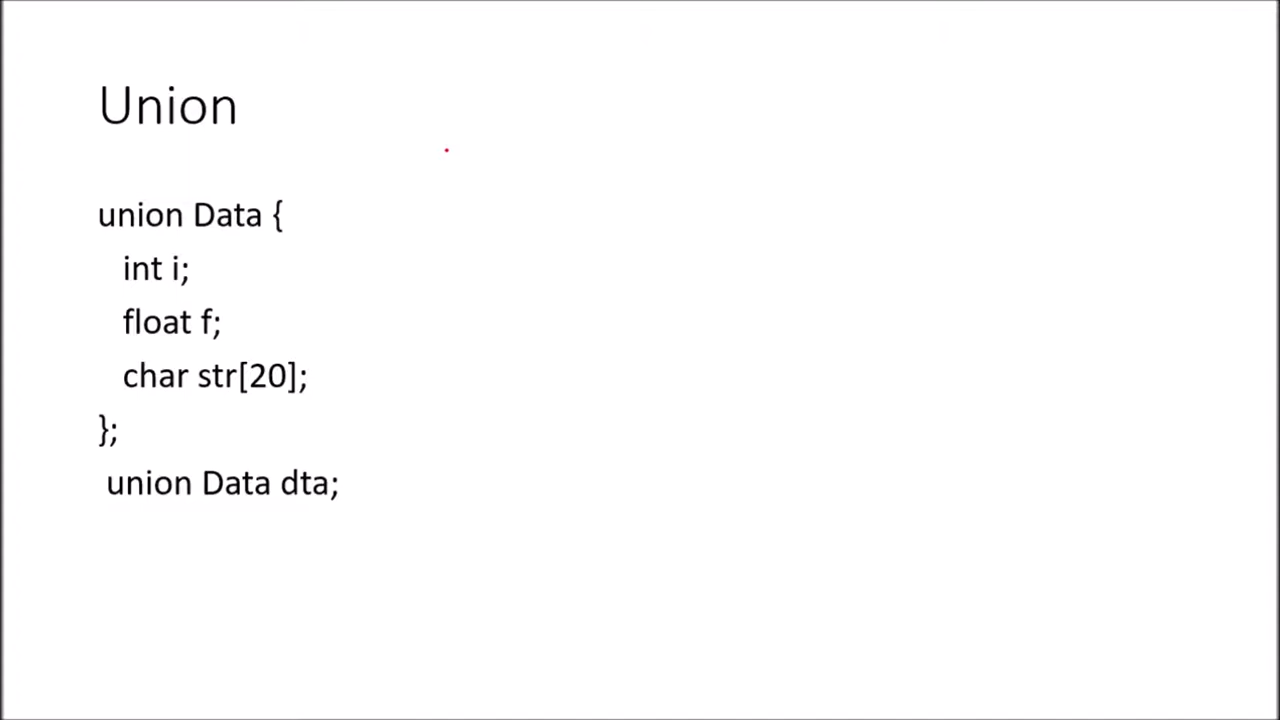 Union
union Data {
int i;
float f;
char str[20];
};
union Data dta;